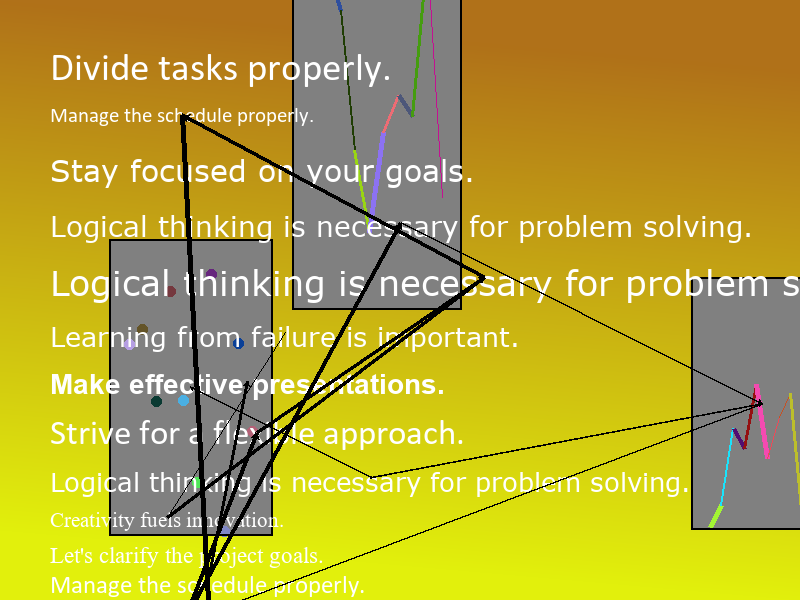 Divide tasks properly.
Manage the schedule properly.
Stay focused on your goals.
Logical thinking is necessary for problem solving.
Logical thinking is necessary for problem s
Learning from failure is important.
Make effective presentations.
Strive for a flexible approach.
Logical thinking is necessary for problem solving.
Creativity fuels innovation.
Let's clarify the project goals.
Manage the schedule properly.